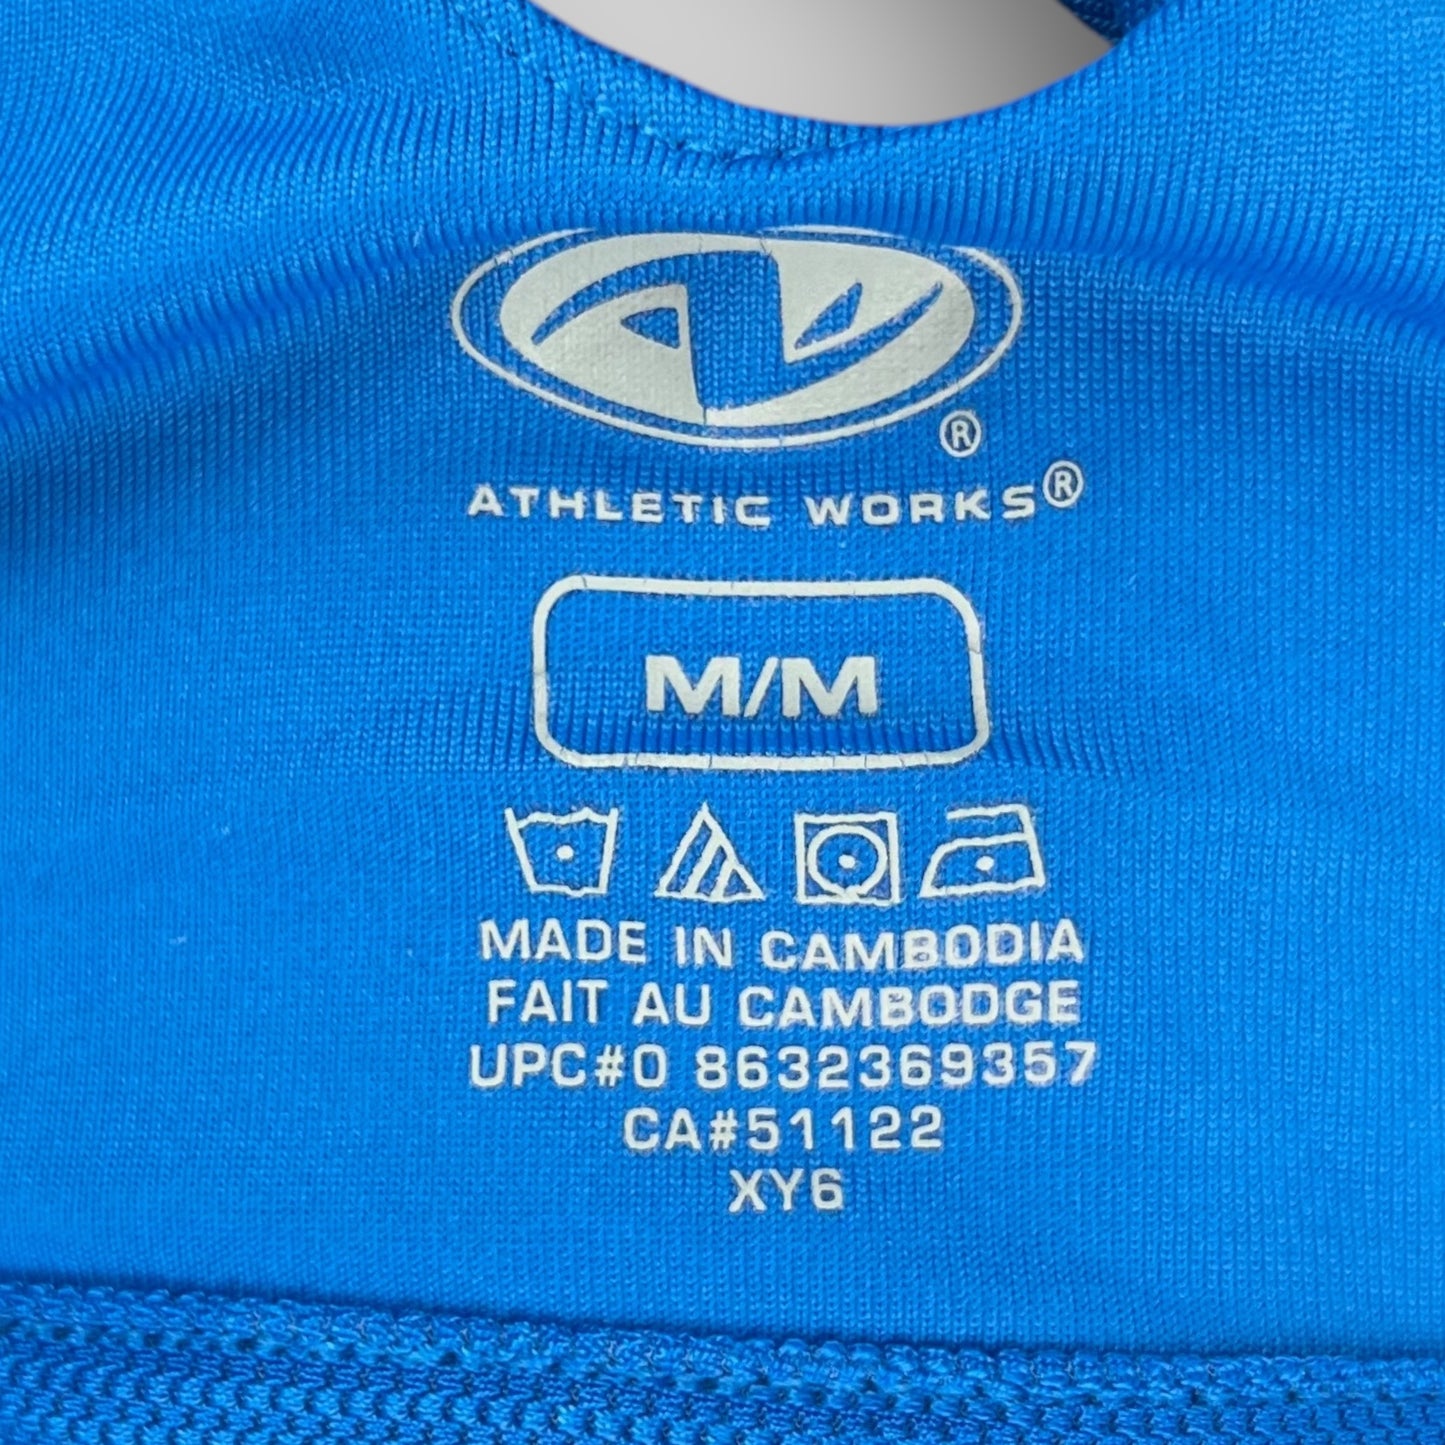 ®
ATHLETIC WORKS®
M/M
MADE IN CAMBODIA
FAIT AU CAMBODGE
UPC#0 8632369357
CA#51122
XY6